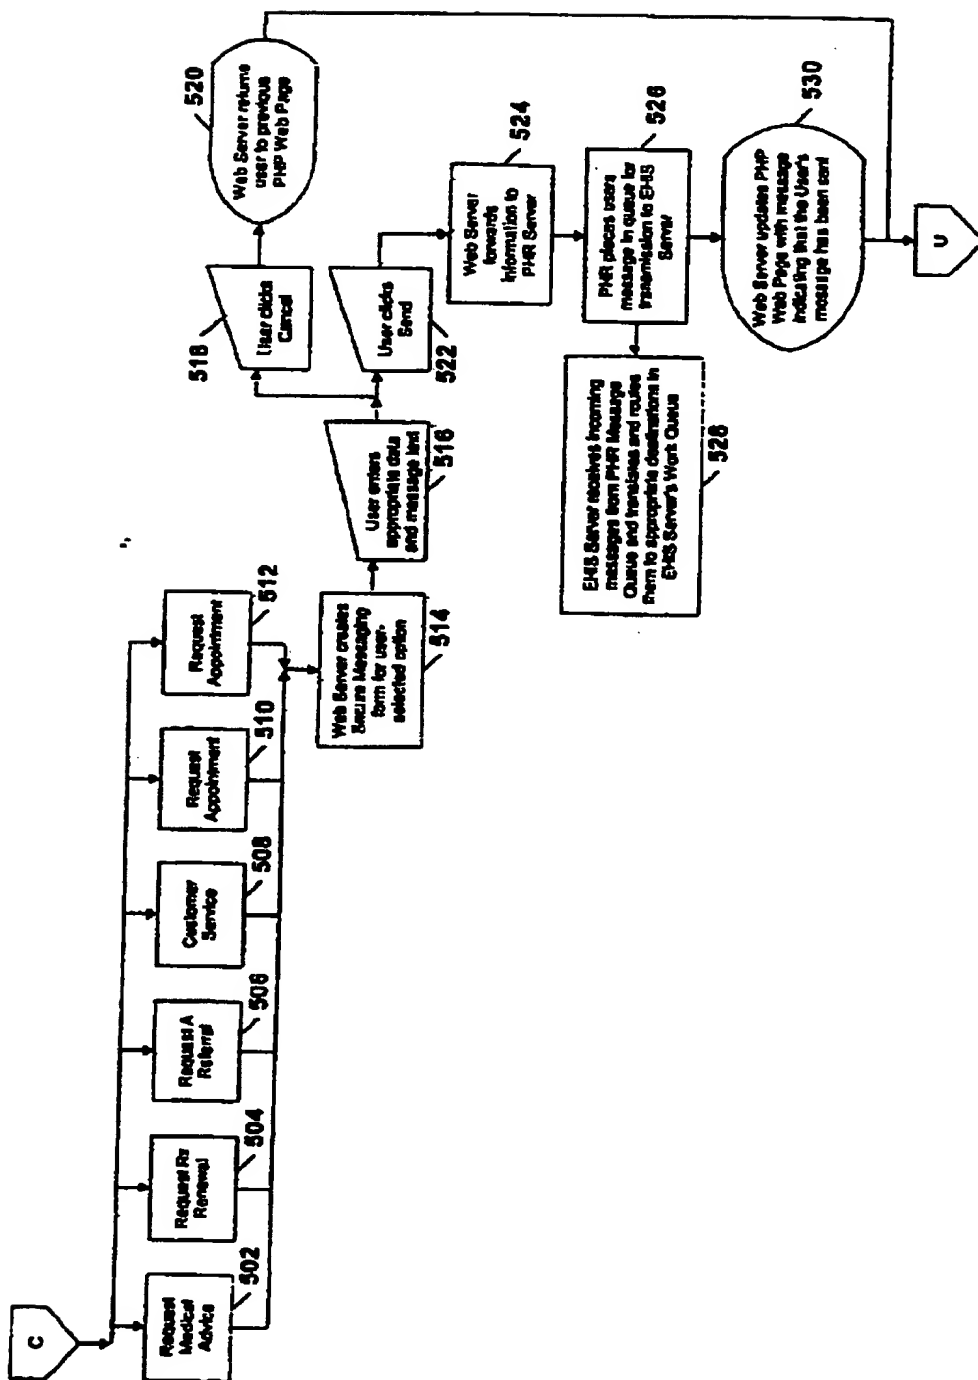 C
Request
Medical
Advice
502
Request Rx
Renewal
504
Request A
Referral
506
Customer
Service
508
Request
Appointment
510
Request
Appointment
512
Web Server creates
Secure Messaging
form for user-
selected option
514
User enters
appropriate data
and message text
516
User clicks
Cancel
518
Web Server returns
user to previous
PHP Web Page
520
User clicks
Send
522
Web Server
forwards
Information to
PHR Server
524
PHR places users
message in queue for
transmission to EHIS
Server
526
EHIS Server receives incoming
messages from PHR Message
Queue and translates and routes
them to appropriate destinations in
EHIS Server's Work Queue
528
Web Server updates PHP
Web Page with message
indicating that the User's
message has been sent
530
U